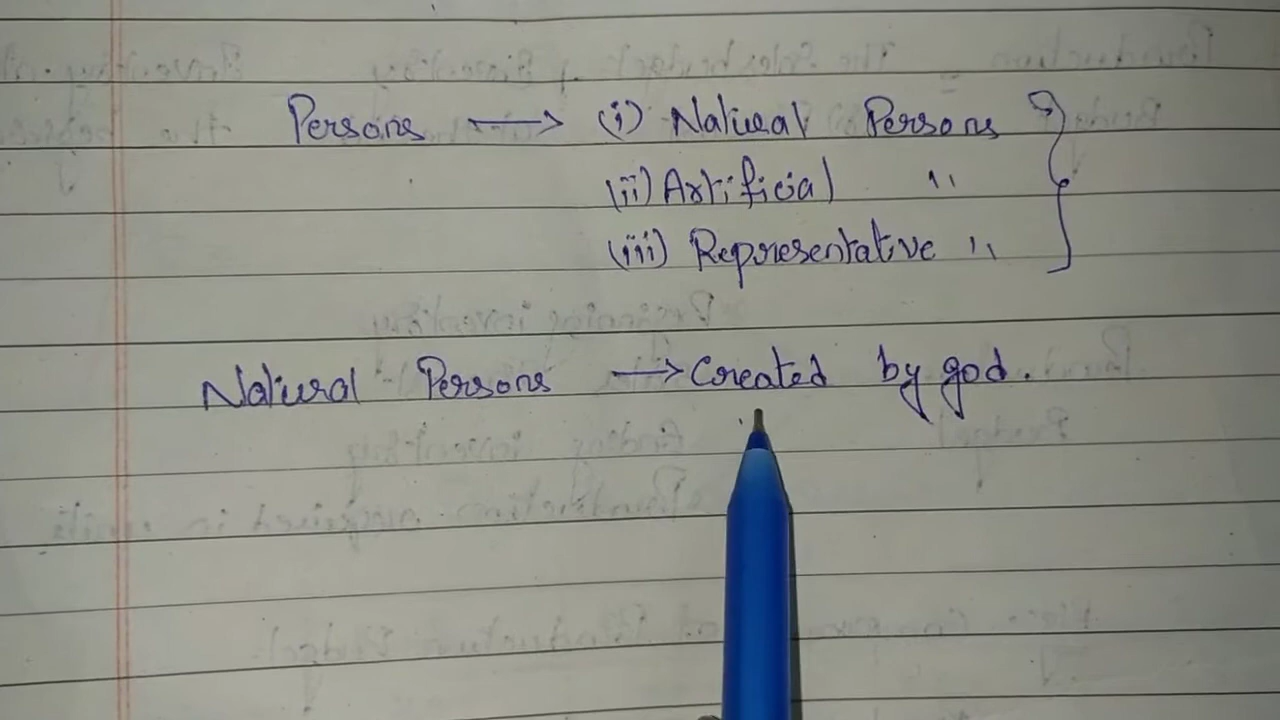 Persons → (i) Natural Persons
(ii) Artificial "
(iii) Representative "
Natural Persons → Created by god.